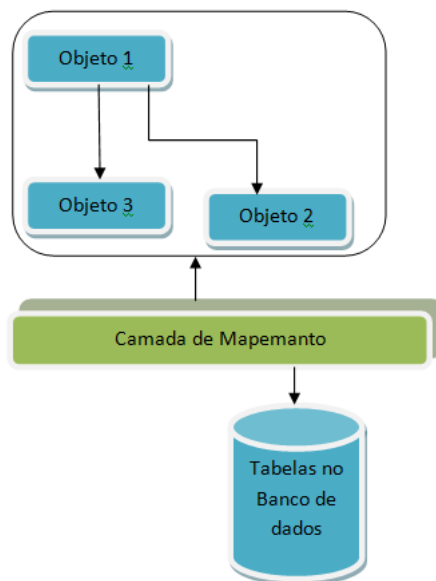 Objeto 1
Objeto 3
Objeto 2
Camada de Mapemanto
Tabelas no
Banco de
dados